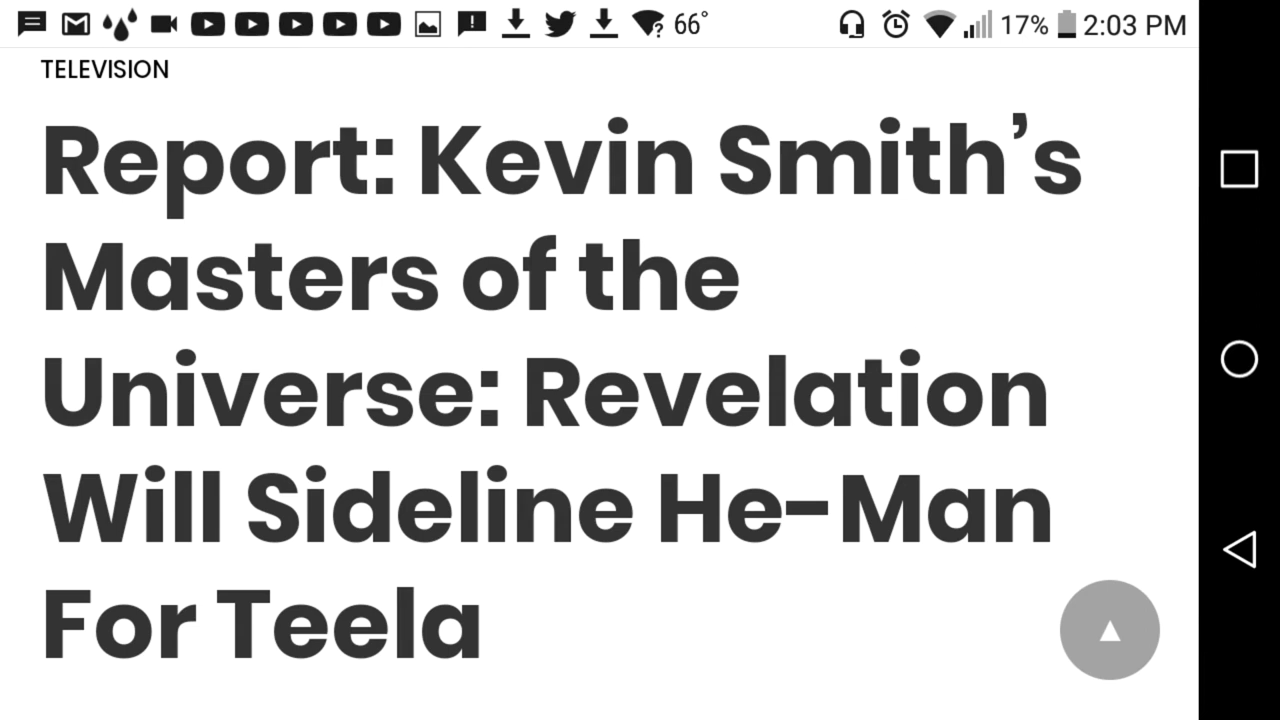 66°
17%
2:03 PM
TELEVISION
Report: Kevin Smith’s
Masters of the
Universe: Revelation
Will Sideline He-Man
For Teela